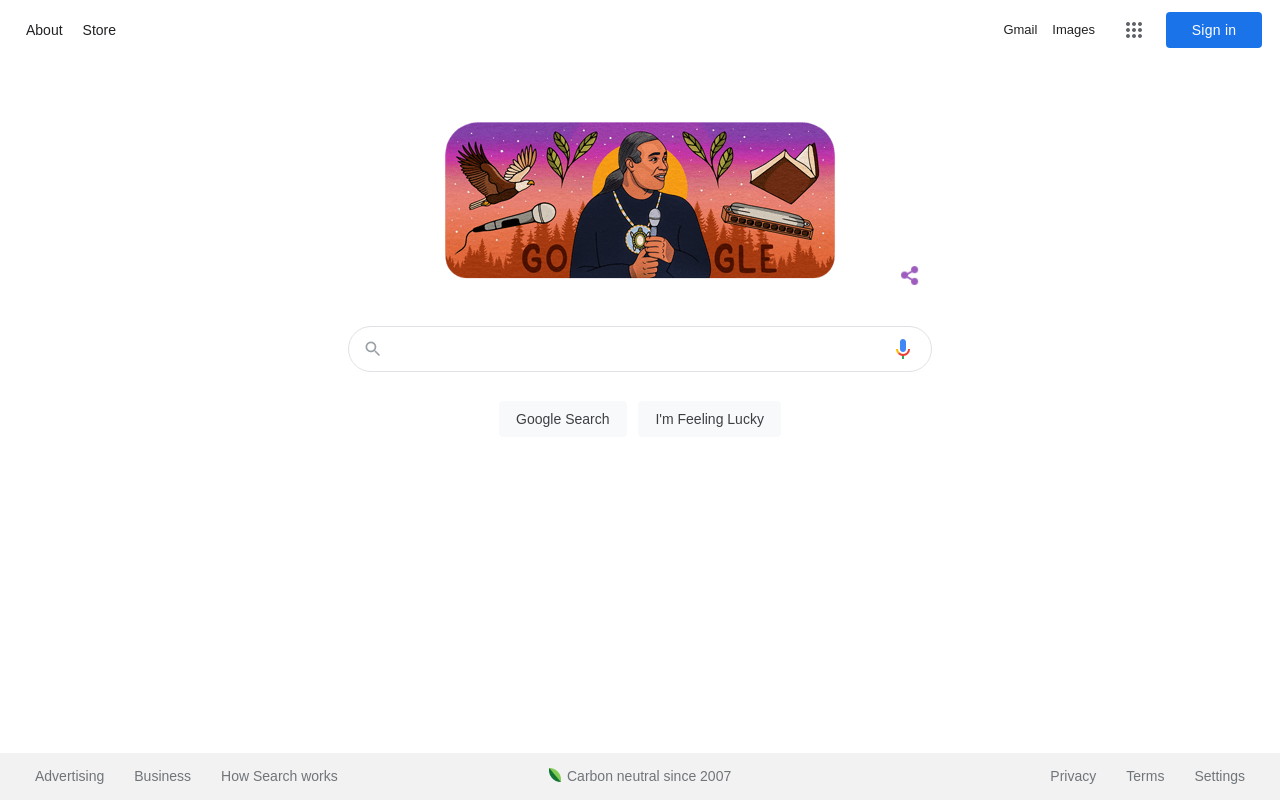 About Store Gmail Images Sign in
GO GLE
Google Search I'm Feeling Lucky
Advertising Business How Search works Carbon neutral since 2007 Privacy Terms Settings